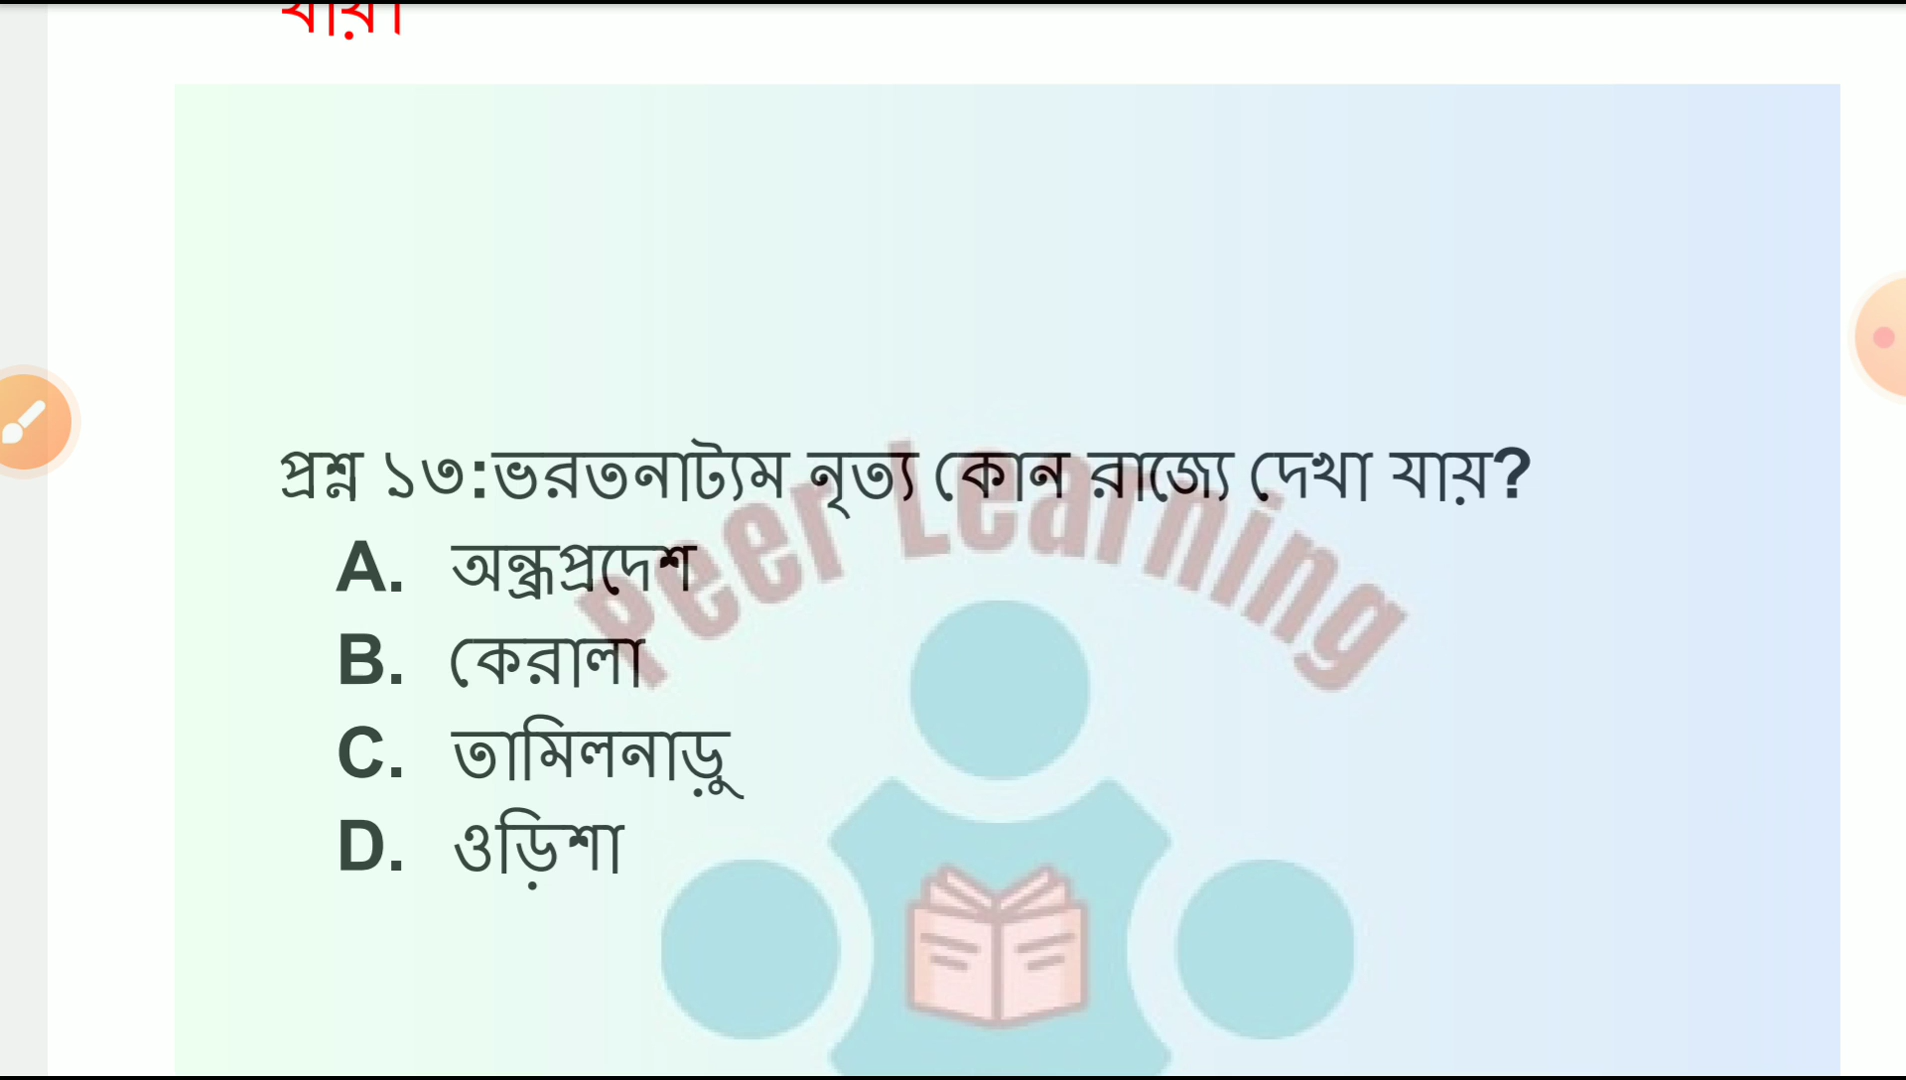 যায়।
প্রশ্ন ১৩:ভরতনাট্যম নৃত্য কোন রাজ্যে দেখা যায়?
A. অন্ধ্রপ্রদেশ
B. কেরালা
C. তামিলনাড়ু
D. ওড়িশা
Peer Learning